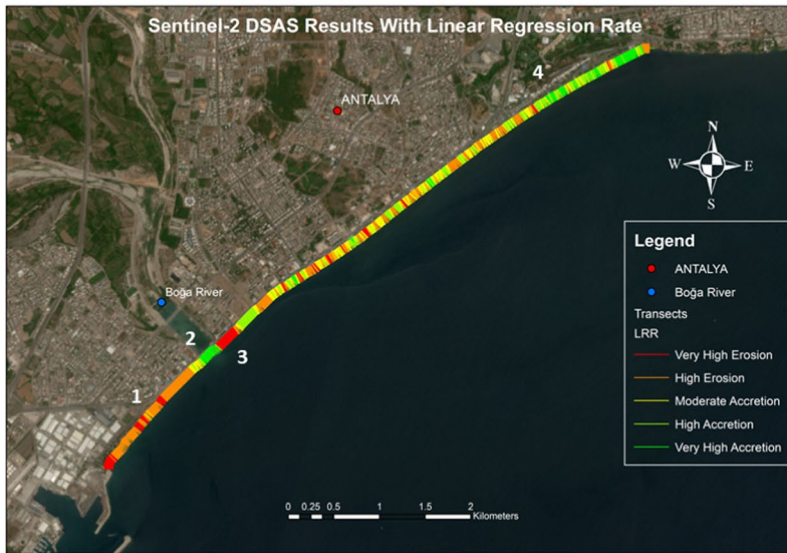 Sentinel-2 DSAS Results With Linear Regression Rate
4
ANTALYA
N
W E
S
Legend
ANTALYA
Boğa River
Transects
LRR
Very High Erosion
High Erosion
Moderate Accretion
High Accretion
Very High Accretion
Boğa River
2
3
1
0 0.25 0.5 1 1.5 2
Kilometers